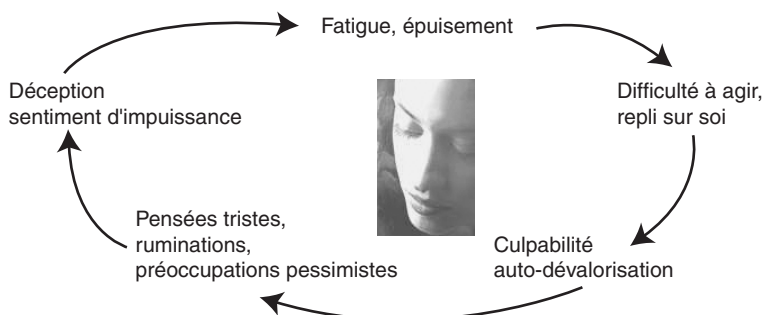 Fatigue, épuisement
Difficulté à agir,
repli sur soi
Culpabilité
auto-dévalorisation
Pensées tristes,
ruminations,
préoccupations pessimistes
Déception
sentiment d'impuissance